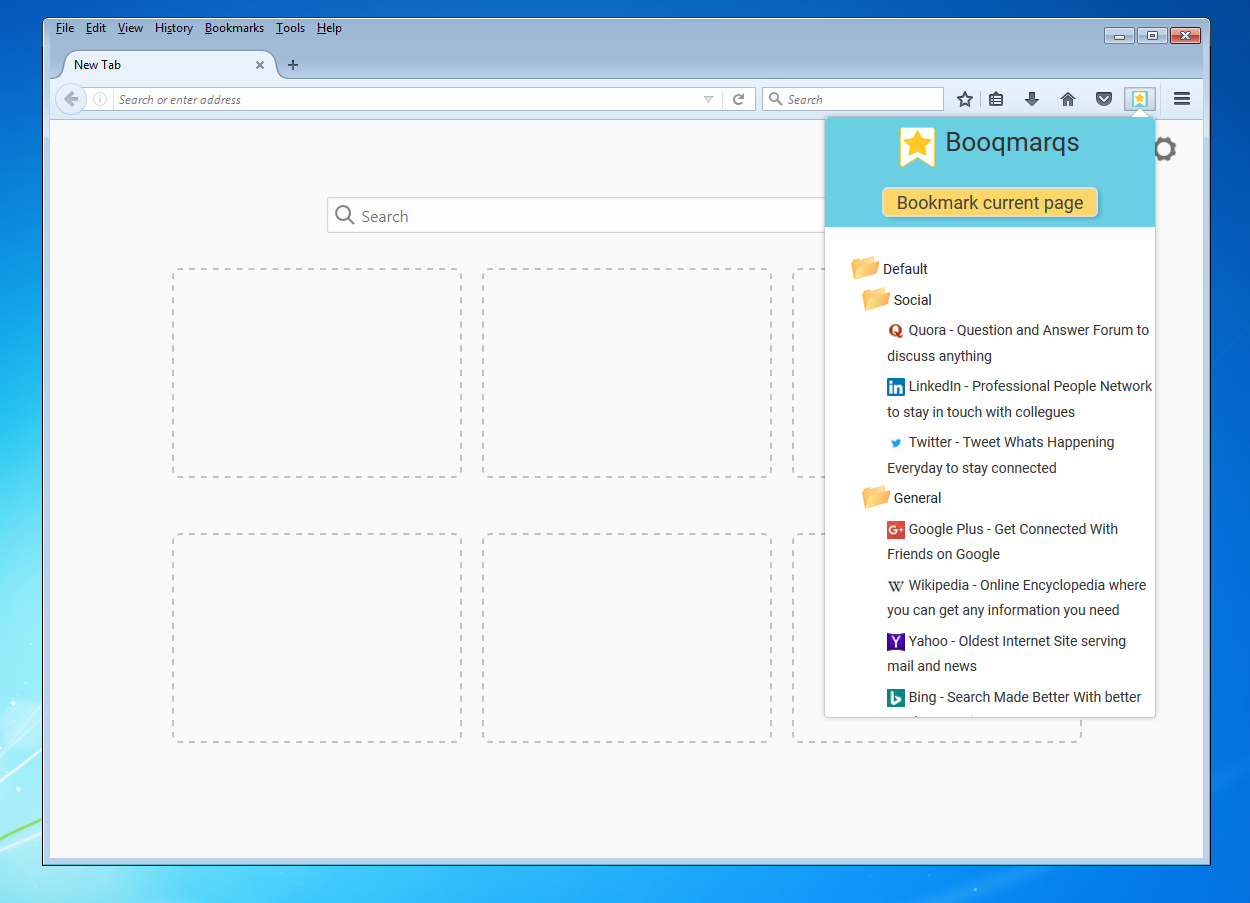 File Edit View History Bookmarks Tools Help
New Tab
Search or enter address
Search
Booqmarqs
Bookmark current page
Search
Default
Social
Quora - Question and Answer Forum to
discuss anything
LinkedIn - Professional People Network
to stay in touch with collegues
Twitter - Tweet Whats Happening
Everyday to stay connected
General
Google Plus - Get Connected With
Friends on Google
Wikipedia - Online Encyclopedia where
you can get any information you need
Yahoo - Oldest Internet Site serving
mail and news
Bing - Search Made Better With better